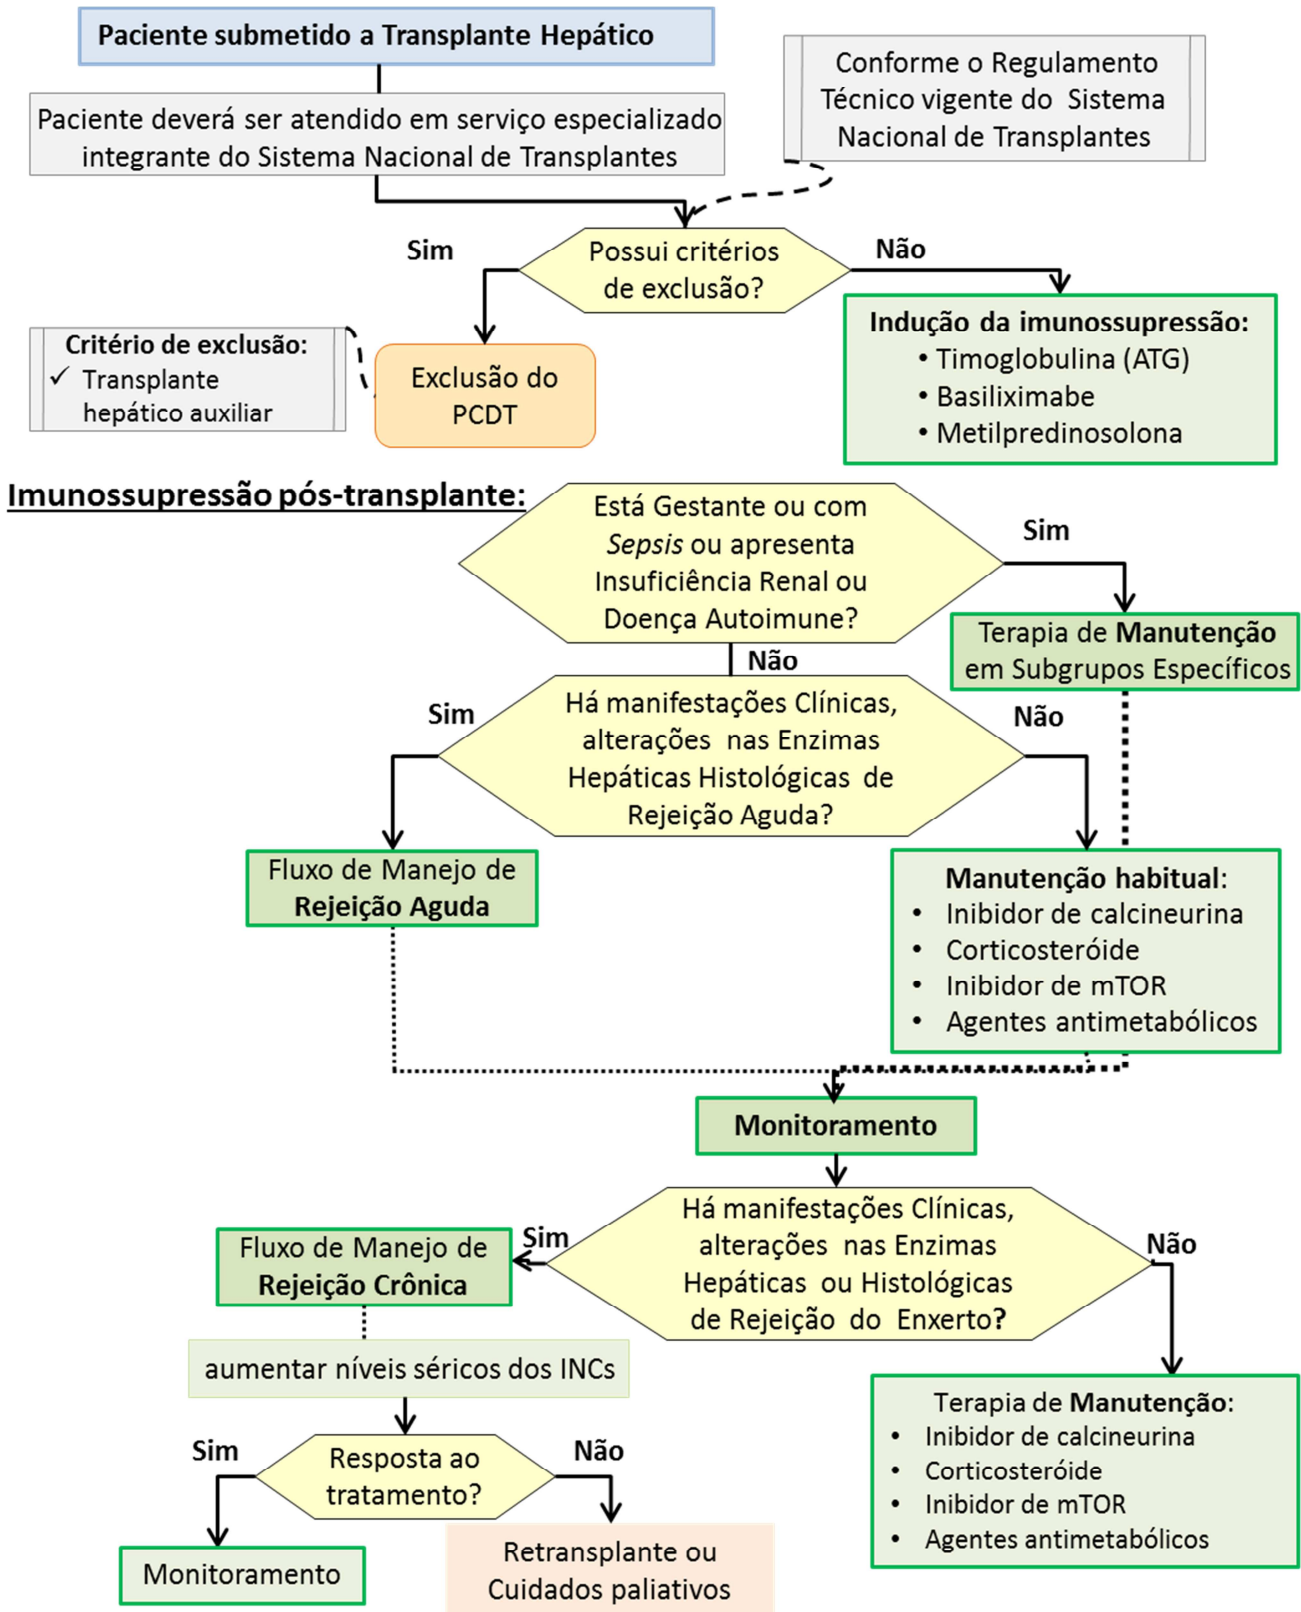 Paciente submetido a Transplante Hepático
Conforme o Regulamento
Técnico vigente do Sistema
Nacional de Transplantes
Paciente deverá ser atendido em serviço especializado
integrante do Sistema Nacional de Transplantes
Sim
Possui critérios
de exclusão?
Não
Critério de exclusão:
✓ Transplante
hepático auxiliar
Exclusão do
PCDT
Indução da imunossupressão:
• Timoglobulina (ATG)
• Basiliximabe
• Metilpredinosolona
Imunossupressão pós-transplante:
Está Gestante ou com
Sepsis ou apresenta
Insuficiência Renal ou
Doença Autoimune?
Sim
Terapia de Manutenção
em Subgrupos Específicos
Não
Sim
Há manifestações Clínicas,
alterações nas Enzimas
Hepáticas Histológicas de
Rejeição Aguda?
Não
Fluxo de Manejo de
Rejeição Aguda
Manutenção habitual:
• Inibidor de calcineurina
• Corticosteróide
• Inibidor de mTOR
• Agentes antimetabólicos
Monitoramento
Há manifestações Clínicas,
alterações nas Enzimas
Hepáticas ou Histológicas
de Rejeição do Enxerto?
Sim
Não
Fluxo de Manejo de
Rejeição Crônica
aumentar níveis séricos dos INCs
Terapia de Manutenção:
• Inibidor de calcineurina
• Corticosteróide
• Inibidor de mTOR
• Agentes antimetabólicos
Sim
Resposta ao
tratamento?
Não
Monitoramento
Retransplante ou
Cuidados paliativos